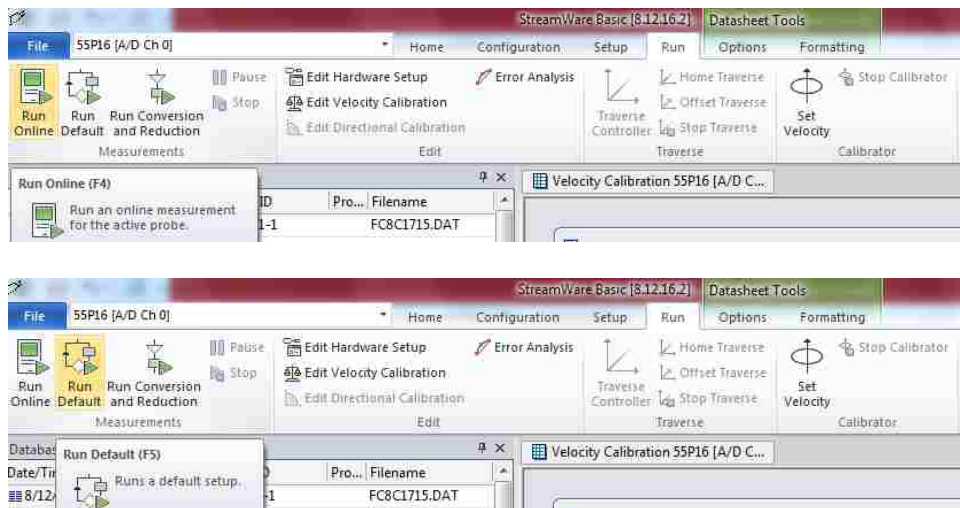 StreamWare Basic [8.12.16.2] Datasheet Tools
File 55P16 [A/D Ch 0] Home Configuration Setup Run Options Formatting
Run Online Run Default Run Conversion and Reduction Pause Stop
Measurements
Edit Hardware Setup
Edit Velocity Calibration
Edit Directional Calibration
Edit
Error Analysis
Traverse Controller
Home Traverse
Offset Traverse
Stop Traverse
Traverse
Set Velocity
Stop Calibrator
Calibrator
Run Online (F4)
Run an online measurement
for the active probe.
ID Pro... Filename
1-1 FC8C1715.DAT
Velocity Calibration 55P16 [A/D C...
StreamWare Basic [8.12.16.2] Datasheet Tools
File 55P16 [A/D Ch 0] Home Configuration Setup Run Options Formatting
Run Online Run Default Run Conversion and Reduction Pause Stop
Measurements
Edit Hardware Setup
Edit Velocity Calibration
Edit Directional Calibration
Edit
Error Analysis
Traverse Controller
Home Traverse
Offset Traverse
Stop Traverse
Traverse
Set Velocity
Stop Calibrator
Calibrator
Run Default (F5)
Runs a default setup.
Pro... Filename
-1 FC8C1715.DAT
Velocity Calibration 55P16 [A/D C...